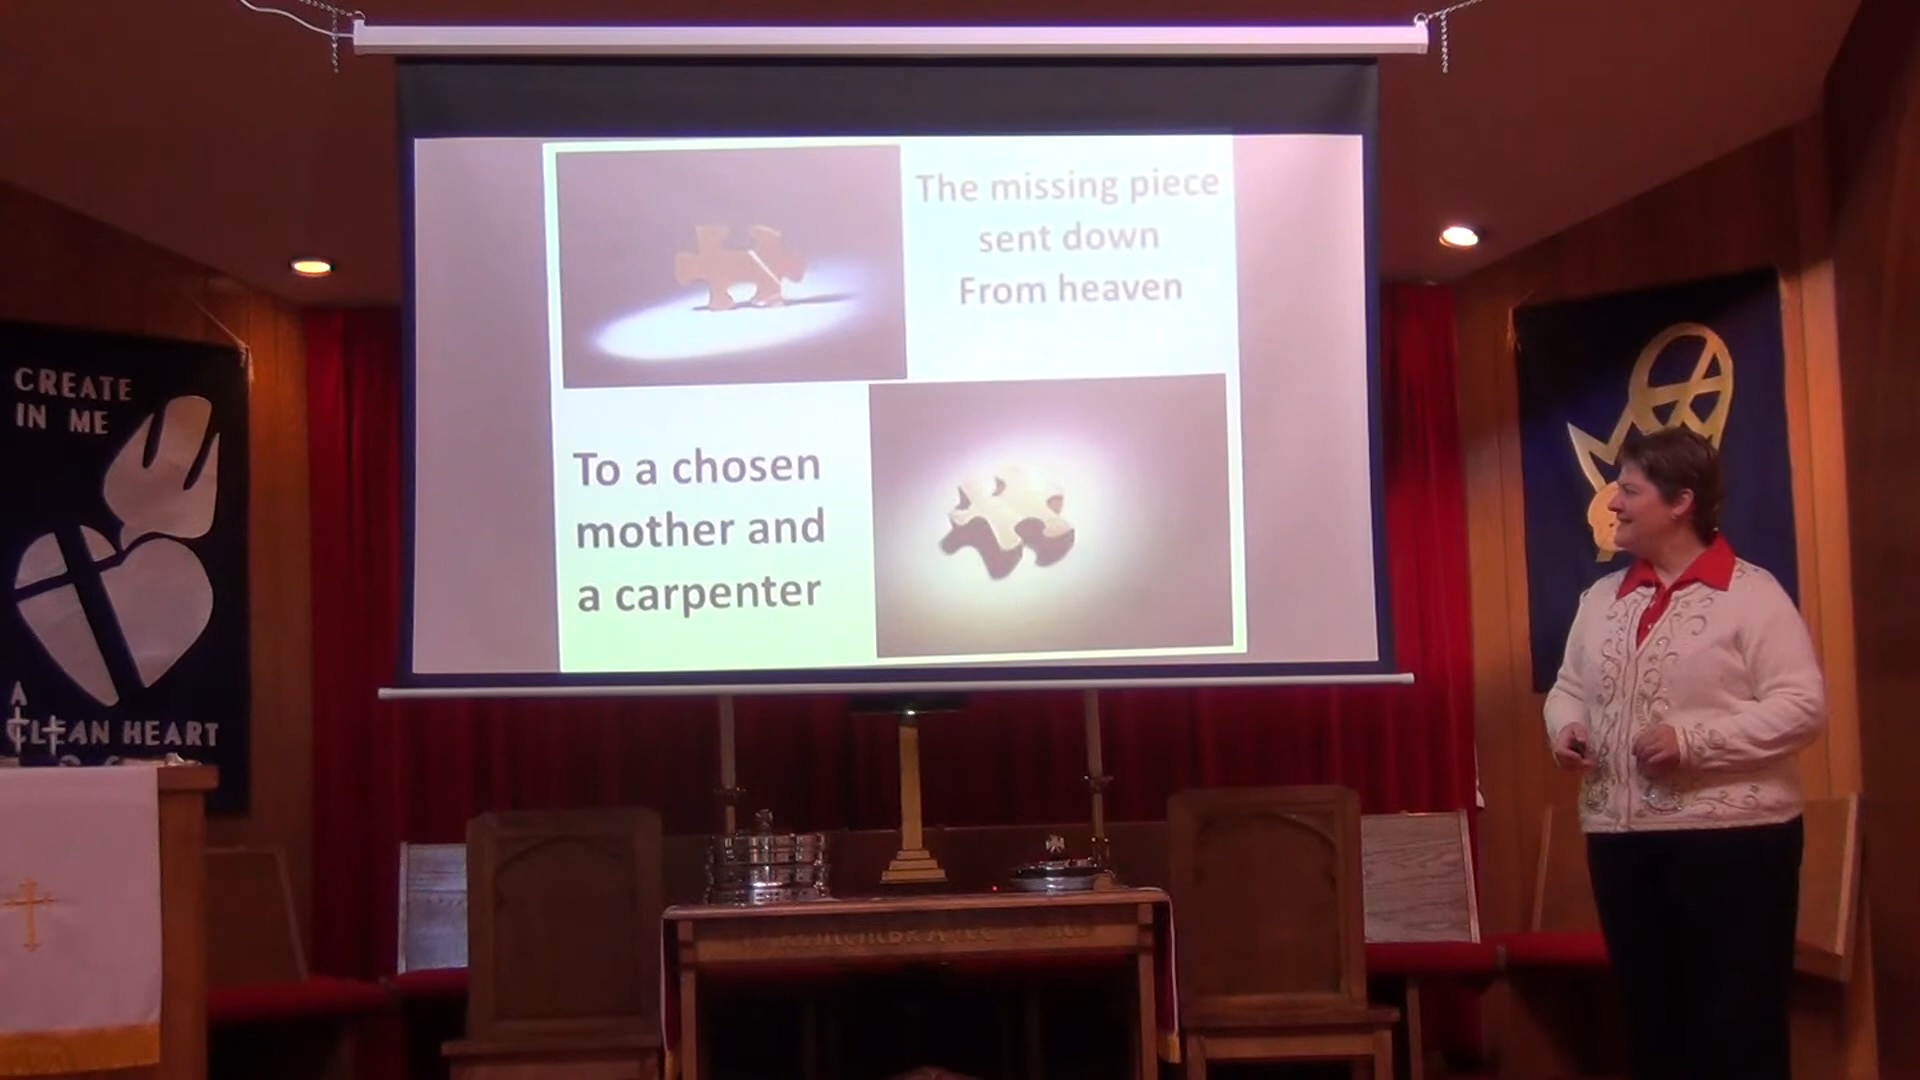 The missing piece
sent down
From heaven
To a chosen
mother and
a carpenter
CREATE
IN ME
A
CLEAN HEART